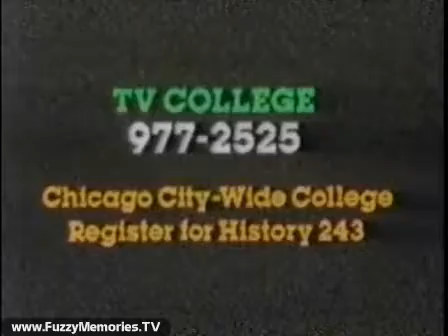 TV COLLEGE
977-2525
Chicago City-Wide College
Register for History 243
www.FuzzyMemories.TV